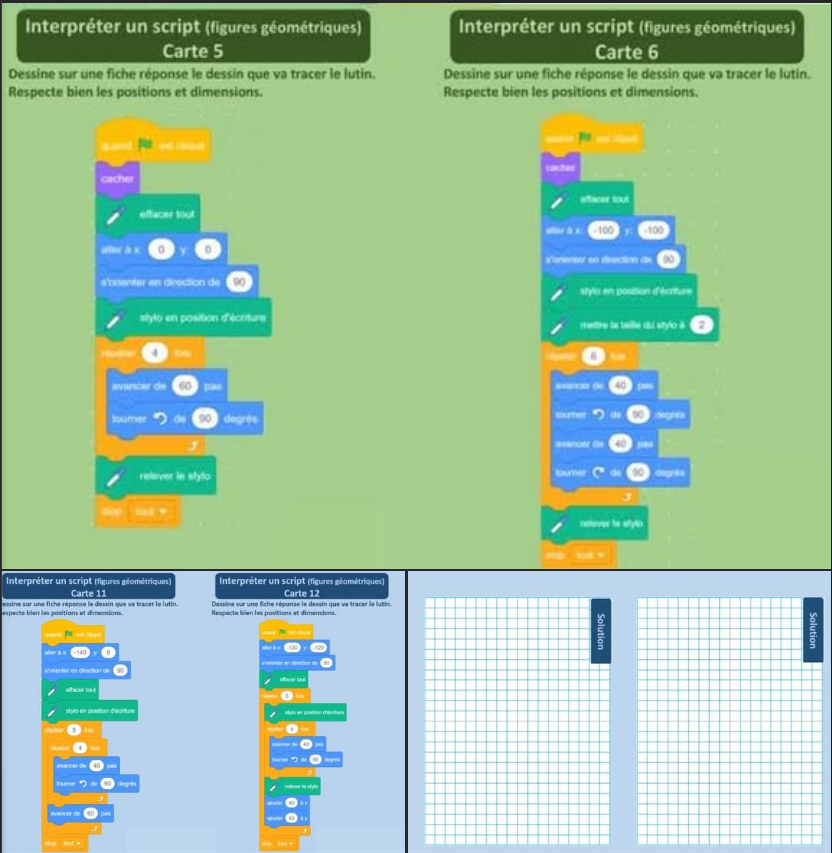 Interpréter un script (figures géométriques)
Carte 5
Dessine sur une fiche réponse le dessin que va tracer le lutin.
Respecte bien les positions et dimensions.
quand est cliqué
cacher
effacer tout
aller à x: 0 y: 0
s'orienter en direction de 90
stylo en position d'écriture
répéter 4 fois
avancer de 60 pas
tourner de 90 degrés
relever le stylo
stop tout
Interpréter un script (figures géométriques)
Carte 6
Dessine sur une fiche réponse le dessin que va tracer le lutin.
Respecte bien les positions et dimensions.
quand est cliqué
cacher
effacer tout
aller à x: -100 y: -100
s'orienter en direction de 90
stylo en position d'écriture
mettre la taille du stylo à 2
répéter 6 fois
avancer de 40 pas
tourner de 90 degrés
avancer de 40 pas
tourner de 90 degrés
relever le stylo
stop tout
Interpréter un script (figures géométriques)
Carte 11
essine sur une fiche réponse le dessin que va tracer le lutin.
especte bien les positions et dimensions.
quand est cliqué
aller à x: -140 y: 0
s'orienter en direction de 90
effacer tout
stylo en position d'écriture
répéter 5 fois
répéter 4 fois
avancer de 40 pas
tourner de 90 degrés
avancer de 60 pas
stop tout
Interpréter un script (figures géométriques)
Carte 12
Dessine sur une fiche réponse le dessin que va tracer le lutin.
Respecte bien les positions et dimensions.
quand est cliqué
aller à x: -120 y: -120
s'orienter en direction de 90
effacer tout
répéter 5 fois
stylo en position d'écriture
répéter 4 fois
avancer de 40 pas
tourner de 90 degrés
relever le stylo
ajouter 40 à x
ajouter 40 à y
stop tout
Solution
Solution